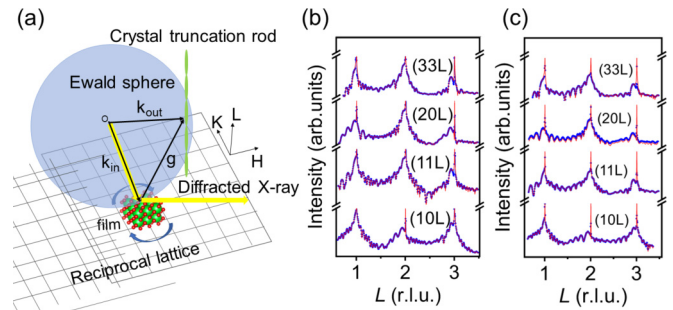 (a)
Crystal truncation rod
Ewald sphere
O
k_out
K
L
H
k_in
g
Diffracted X-ray
film
Reciprocal lattice
(b)
Intensity (arb.units)
(33L)
(20L)
(11L)
(10L)
1 2 3
L (r.l.u.)
(c)
Intensity (arb.units)
(33L)
(20L)
(11L)
(10L)
1 2 3
L (r.l.u.)